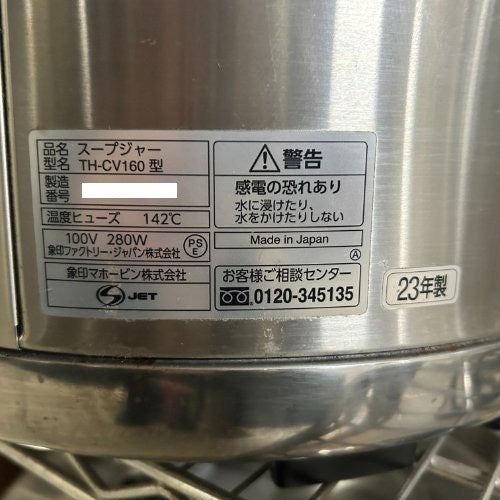 品名 スープジャー
型名 TH-CV160 型
製造
番号
温度ヒューズ 142℃
100V 280W
象印ファクトリー・ジャパン株式会社
PS
E
象印マホービン株式会社
S JET
警告
感電の恐れあり
水に浸けたり、
水をかけたりしない
Made in Japan
A
お客様ご相談センター
0120-345135
23年製